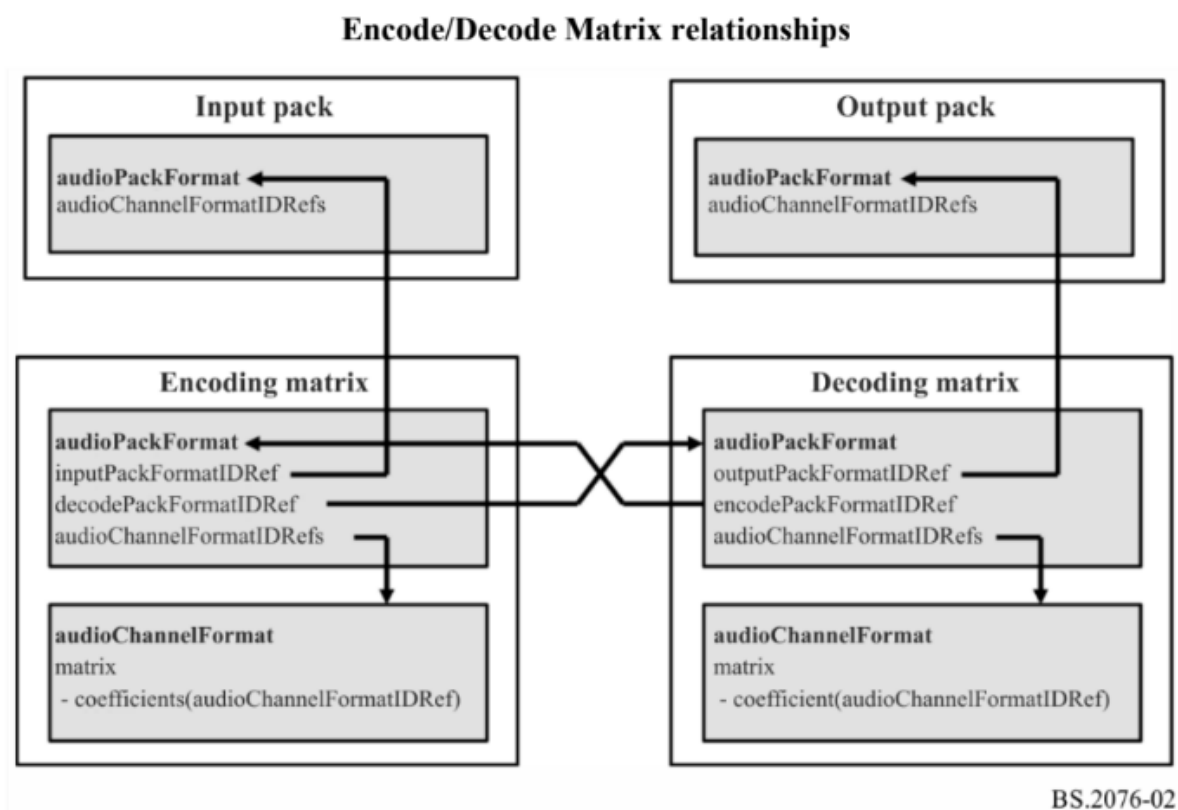 Encode/Decode Matrix relationships
Input pack
audioPackFormat
audioChannelFormatIDRefs
Output pack
audioPackFormat
audioChannelFormatIDRefs
Encoding matrix
audioPackFormat
inputPackFormatIDRef
decodePackFormatIDRef
audioChannelFormatIDRefs
audioChannelFormat
matrix
- coefficients(audioChannelFormatIDRef)
Decoding matrix
audioPackFormat
outputPackFormatIDRef
encodePackFormatIDRef
audioChannelFormatIDRefs
audioChannelFormat
matrix
- coefficient(audioChannelFormatIDRef)
BS.2076-02